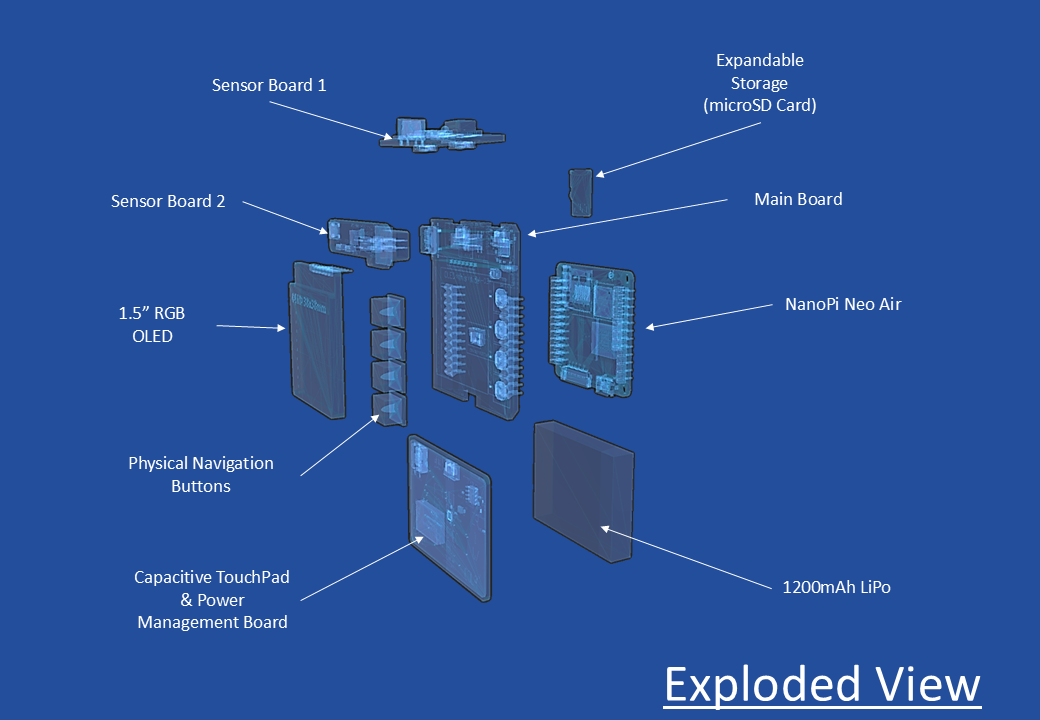 Expandable
Storage
(microSD Card)
Sensor Board 1
Sensor Board 2
Main Board
1.5” RGB
OLED
NanoPi Neo Air
Physical Navigation
Buttons
Capacitive TouchPad
& Power
Management Board
1200mAh LiPo
Exploded View